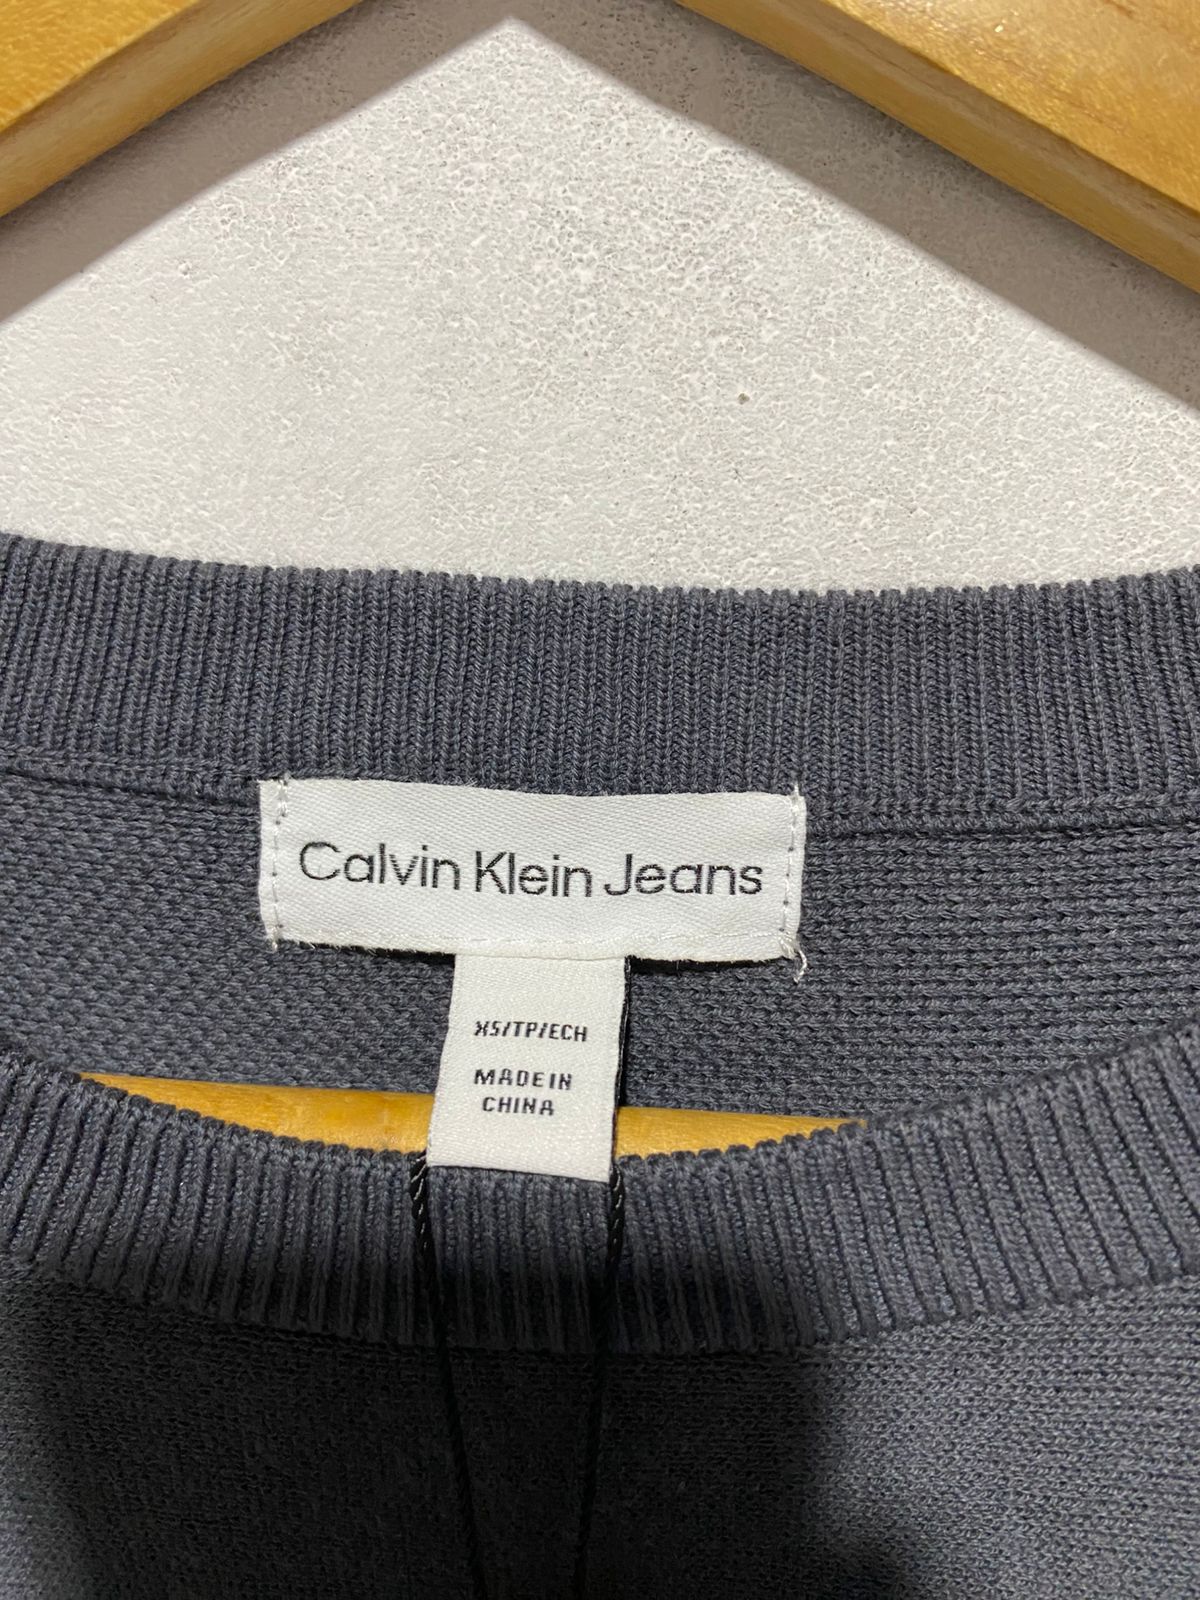 Calvin Klein Jeans
XS/TP/ECH
MADE IN
CHINA